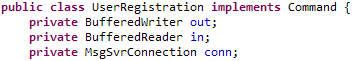 public class UserRegistration implements Command {
    private BufferedWriter out;
    private BufferedReader in;
    private MsgSvrConnection conn;